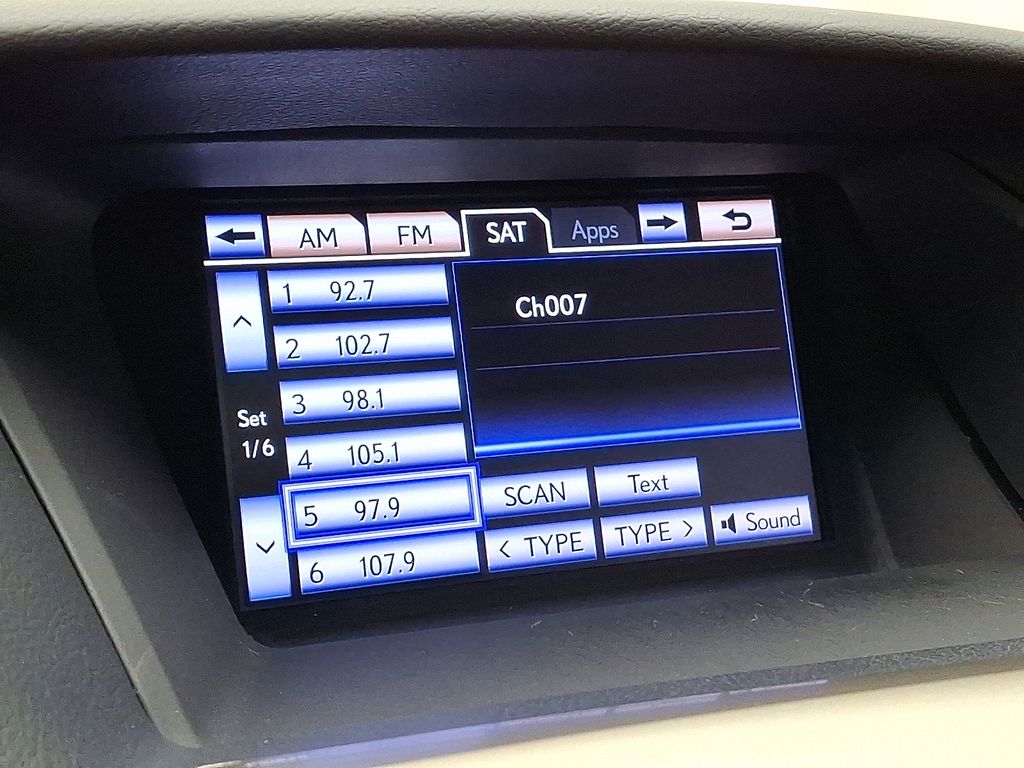 AM FM SAT Apps
1 92.7
2 102.7
3 98.1
4 105.1
5 97.9
6 107.9
Set
1/6
Ch007
SCAN Text
< TYPE TYPE > Sound